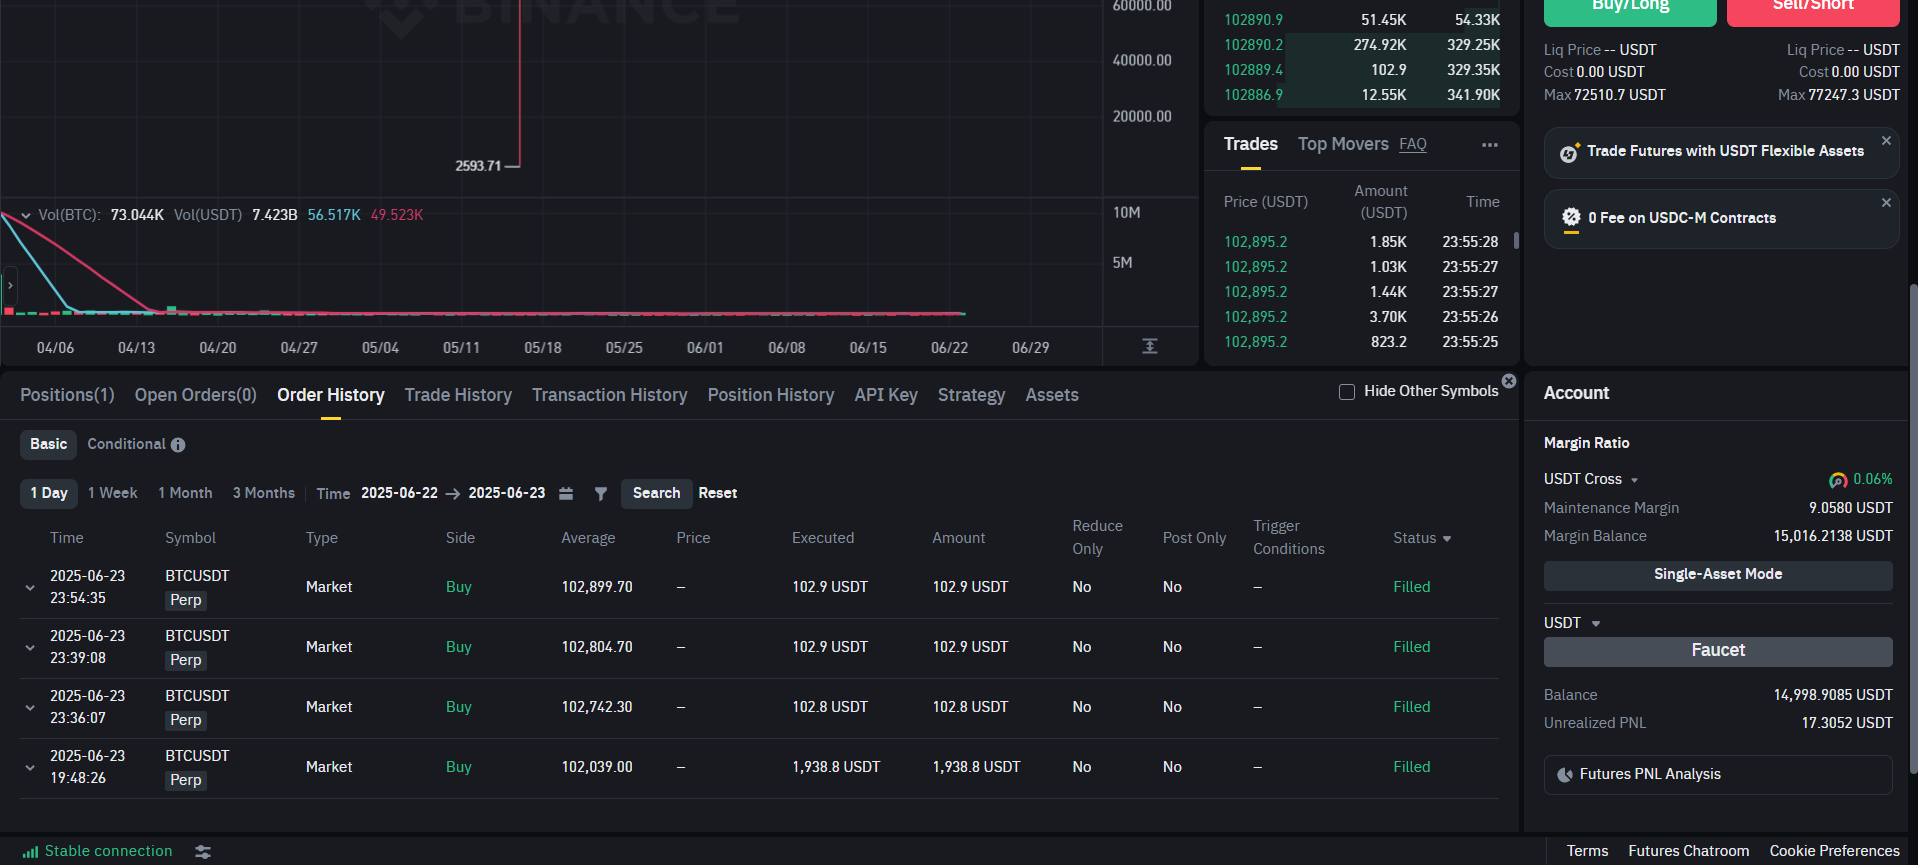 BINANCE
60000.00
40000.00
20000.00
2593.71
Vol(BTC): 73.044K Vol(USDT) 7.423B 56.517K 49.523K
10M
5M
04/06 04/13 04/20 04/27 05/04 05/11 05/18 05/25 06/01 06/08 06/15 06/22 06/29
102890.9 51.45K 54.33K
102890.2 274.92K 329.25K
102889.4 102.9 329.35K
102886.9 12.55K 341.90K
Trades Top Movers FAQ
Price (USDT) Amount (USDT) Time
102,895.2 1.85K 23:55:28
102,895.2 1.03K 23:55:27
102,895.2 1.44K 23:55:27
102,895.2 3.70K 23:55:26
102,895.2 823.2 23:55:25
Buy/Long Sell/Short
Liq Price -- USDT Liq Price -- USDT
Cost 0.00 USDT Cost 0.00 USDT
Max 72510.7 USDT Max 77247.3 USDT
Trade Futures with USDT Flexible Assets
0 Fee on USDC-M Contracts
Positions(1) Open Orders(0) Order History Trade History Transaction History Position History API Key Strategy Assets
Hide Other Symbols
Basic Conditional
1 Day 1 Week 1 Month 3 Months Time 2025-06-22 → 2025-06-23 Search Reset
Time Symbol Type Side Average Price Executed Amount Reduce Only Post Only Trigger Conditions Status
2025-06-23 23:54:35 BTCUSDT Perp Market Buy 102,899.70 – 102.9 USDT 102.9 USDT No No – Filled
2025-06-23 23:39:08 BTCUSDT Perp Market Buy 102,804.70 – 102.9 USDT 102.9 USDT No No – Filled
2025-06-23 23:36:07 BTCUSDT Perp Market Buy 102,742.30 – 102.8 USDT 102.8 USDT No No – Filled
2025-06-23 19:48:26 BTCUSDT Perp Market Buy 102,039.00 – 1,938.8 USDT 1,938.8 USDT No No – Filled
Account
Margin Ratio
USDT Cross 0.06%
Maintenance Margin 9.0580 USDT
Margin Balance 15,016.2138 USDT
Single-Asset Mode
USDT
Faucet
Balance 14,998.9085 USDT
Unrealized PNL 17.3052 USDT
Futures PNL Analysis
Stable connection
Terms Futures Chatroom Cookie Preferences